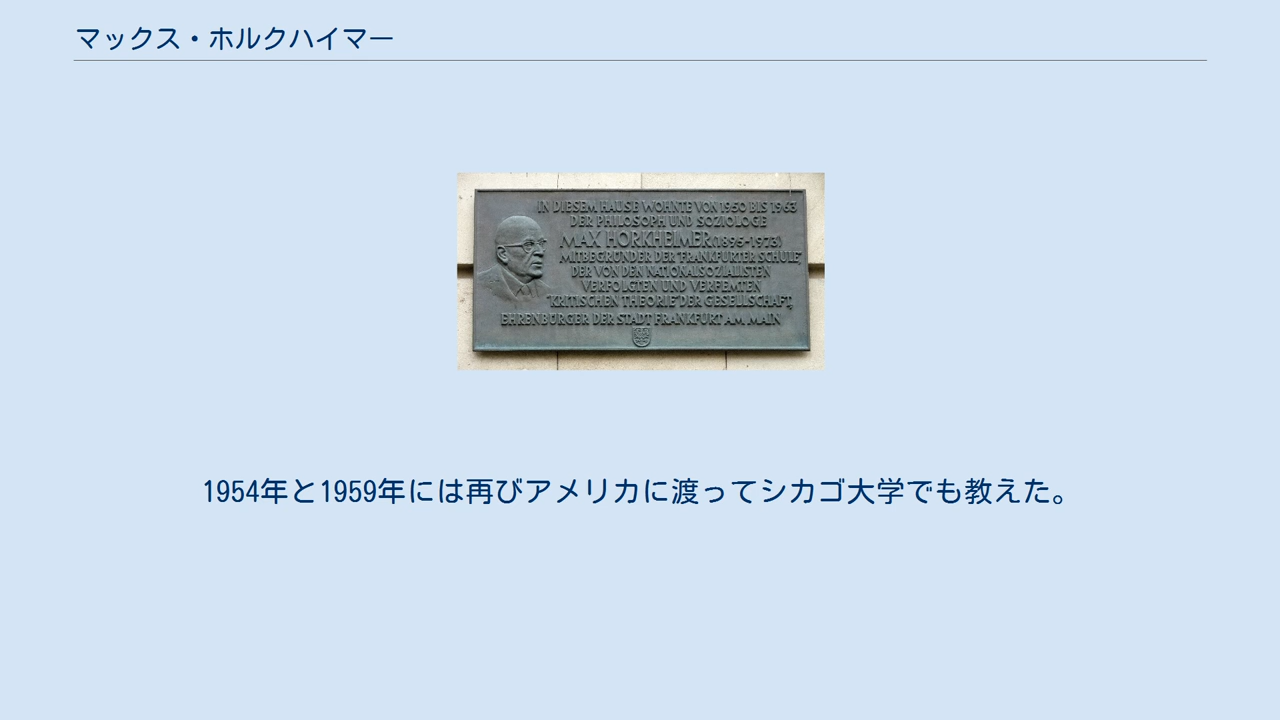 マックス・ホルクハイマー
IN DIESEM HAUSE WOHNTE VON 1950 BIS 1963
DER PHILOSOPH UND SOZIOLOGE
MAX HORKHEIMER (1895-1973)
MITBEGRÜNDER DER "FRANKFURTER SCHULE",
DER VON DEN NATIONALSOZIALISTEN
VERFOLGTEN UND VERFEMTEN
"KRITISCHEN THEORIE" DER GESELLSCHAFT,
EHRENBÜRGER DER STADT FRANKFURT AM MAIN
1954年と1959年には再びアメリカに渡ってシカゴ大学でも教えた。